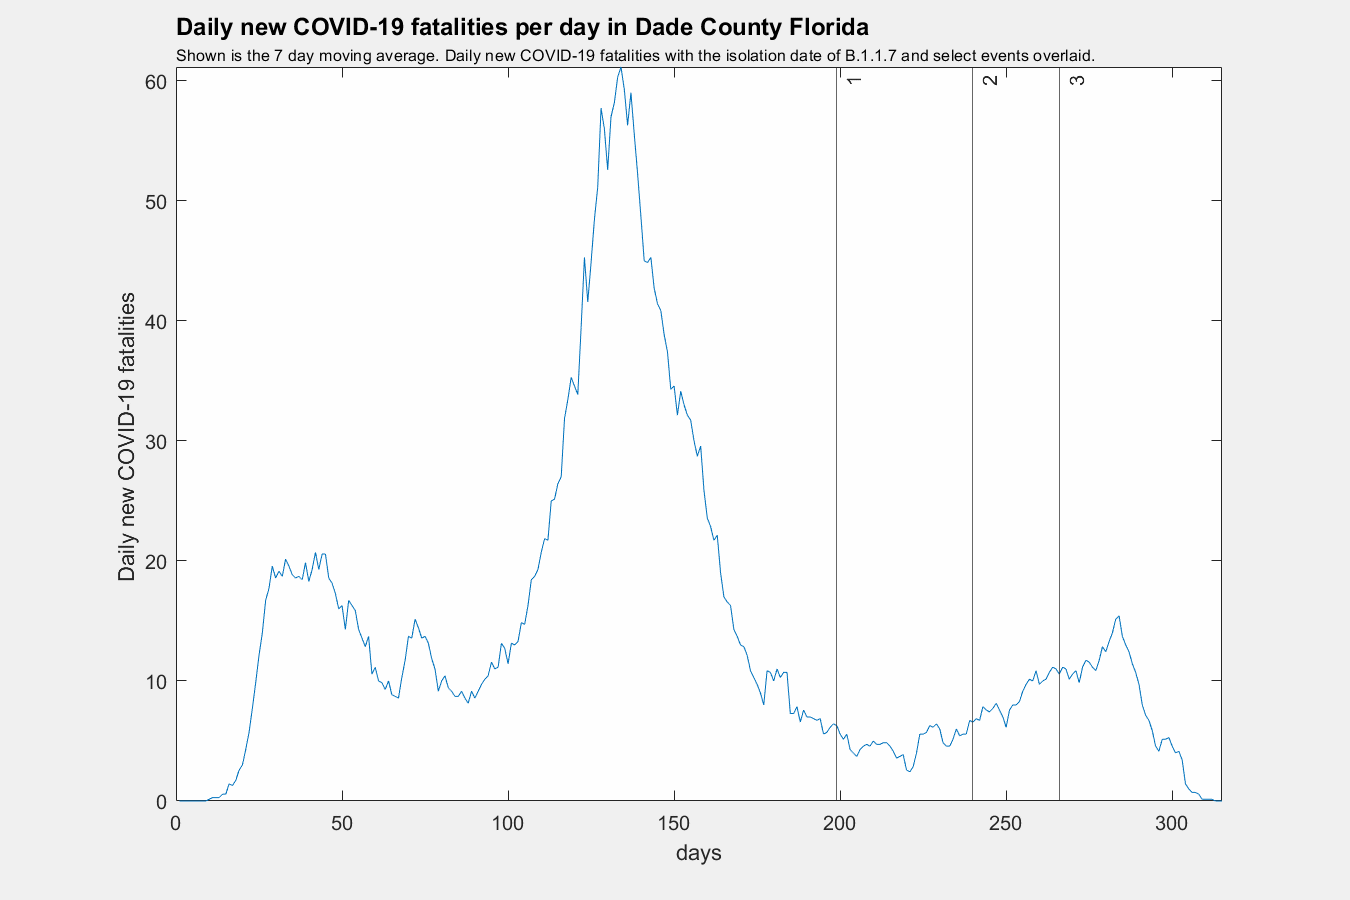 Daily new COVID-19 fatalities per day in Dade County Florida
Shown is the 7 day moving average. Daily new COVID-19 fatalities with the isolation date of B.1.1.7 and select events overlaid.
1
2
3
60
50
40
30
20
10
0
Daily new COVID-19 fatalities
0 50 100 150 200 250 300
days